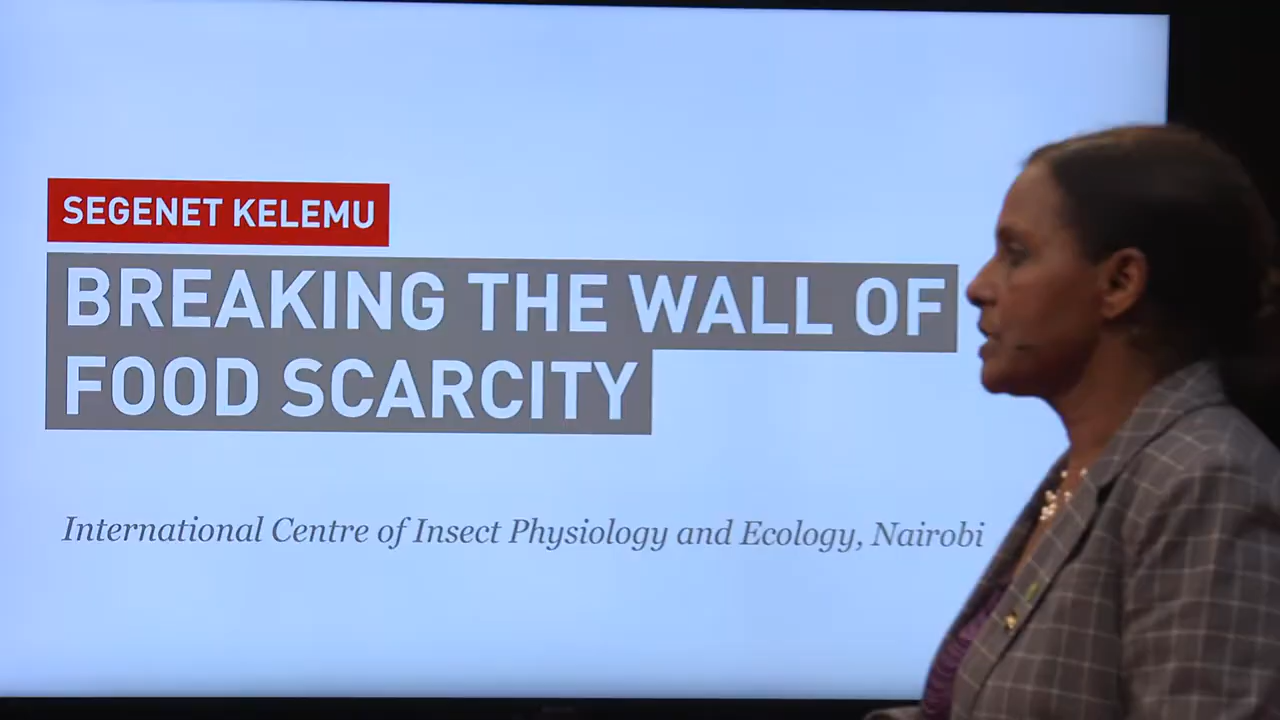 SEGENET KELEMU
BREAKING THE WALL OF
FOOD SCARCITY
International Centre of Insect Physiology and Ecology, Nairobi